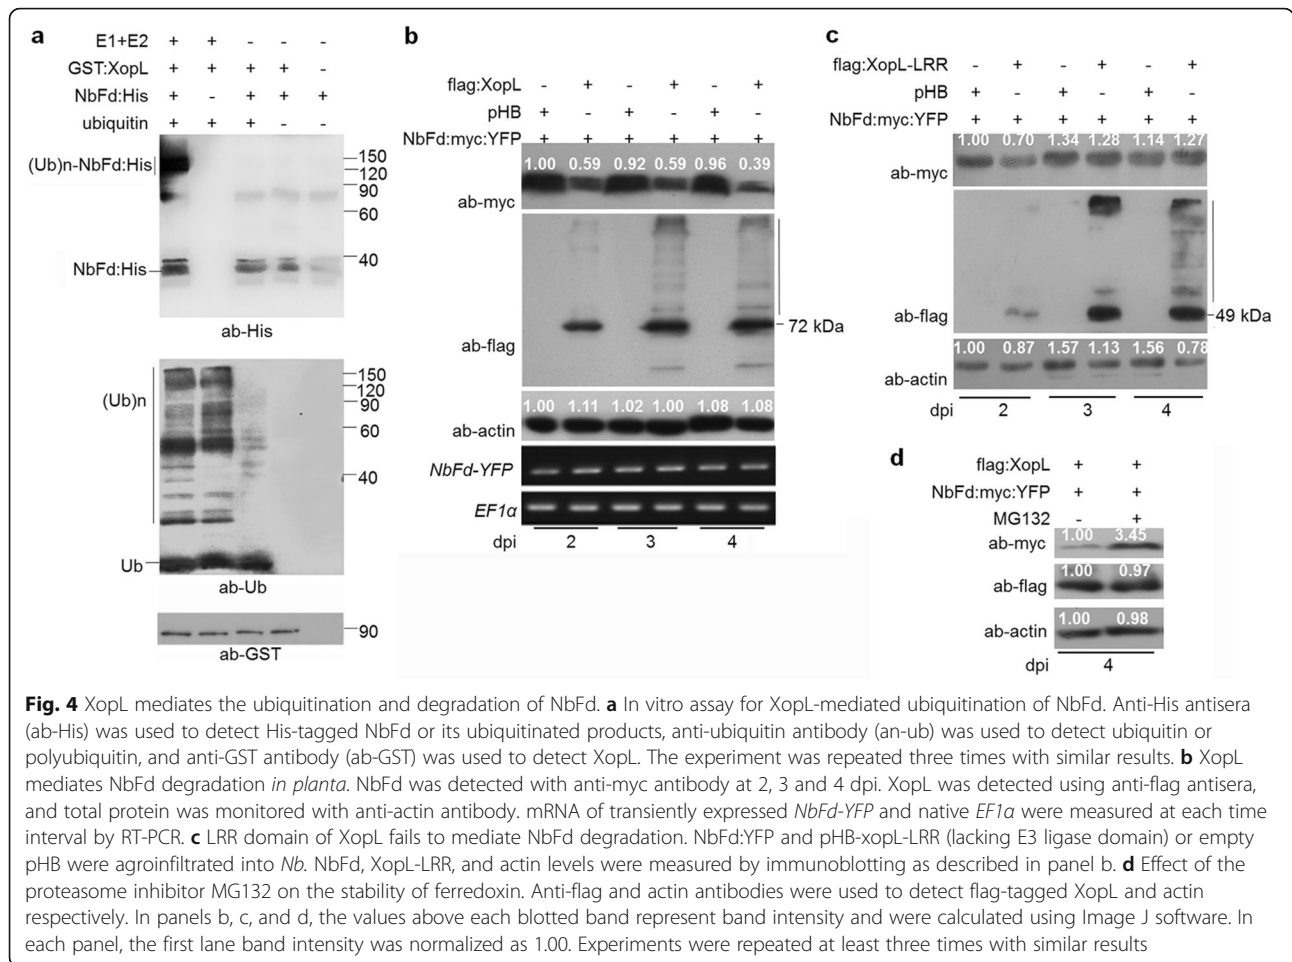 a
E1+E2 + + - - -
GST:XopL + + + + -
NbFd:His + - + + +
ubiquitin + + + - -
(Ub)n-NbFd:His
150
120
90
60
40
NbFd:His
ab-His
(Ub)n
150
120
90
60
40
Ub
ab-Ub
90
ab-GST
b
flag:XopL - + - + - +
pHB + - + - + -
NbFd:myc:YFP + + + + + +
1.00 0.59 0.92 0.59 0.96 0.39
ab-myc
72 kDa
ab-flag
1.00 1.11 1.02 1.00 1.08 1.08
ab-actin
NbFd-YFP
EF1α
dpi 2 3 4
c
flag:XopL-LRR - + - + - +
pHB + - + - + -
NbFd:myc:YFP + + + + + +
1.00 0.70 1.34 1.28 1.14 1.27
ab-myc
ab-flag
49 kDa
1.00 0.87 1.57 1.13 1.56 0.78
ab-actin
dpi 2 3 4
d
flag:XopL + +
NbFd:myc:YFP + +
MG132 - +
1.00 3.45
ab-myc
1.00 0.97
ab-flag
1.00 0.98
ab-actin
dpi 4
Fig. 4 XopL mediates the ubiquitination and degradation of NbFd. a In vitro assay for XopL-mediated ubiquitination of NbFd. Anti-His antisera
(ab-His) was used to detect His-tagged NbFd or its ubiquitinated products, anti-ubiquitin antibody (an-ub) was used to detect ubiquitin or
polyubiquitin, and anti-GST antibody (ab-GST) was used to detect XopL. The experiment was repeated three times with similar results. b XopL
mediates NbFd degradation in planta. NbFd was detected with anti-myc antibody at 2, 3 and 4 dpi. XopL was detected using anti-flag antisera,
and total protein was monitored with anti-actin antibody. mRNA of transiently expressed NbFd-YFP and native EF1α were measured at each time
interval by RT-PCR. c LRR domain of XopL fails to mediate NbFd degradation. NbFd:YFP and pHB-xopL-LRR (lacking E3 ligase domain) or empty
pHB were agroinfiltrated into Nb. NbFd, XopL-LRR, and actin levels were measured by immunoblotting as described in panel b. d Effect of the
proteasome inhibitor MG132 on the stability of ferredoxin. Anti-flag and actin antibodies were used to detect flag-tagged XopL and actin
respectively. In panels b, c, and d, the values above each blotted band represent band intensity and were calculated using Image J software. In
each panel, the first lane band intensity was normalized as 1.00. Experiments were repeated at least three times with similar results